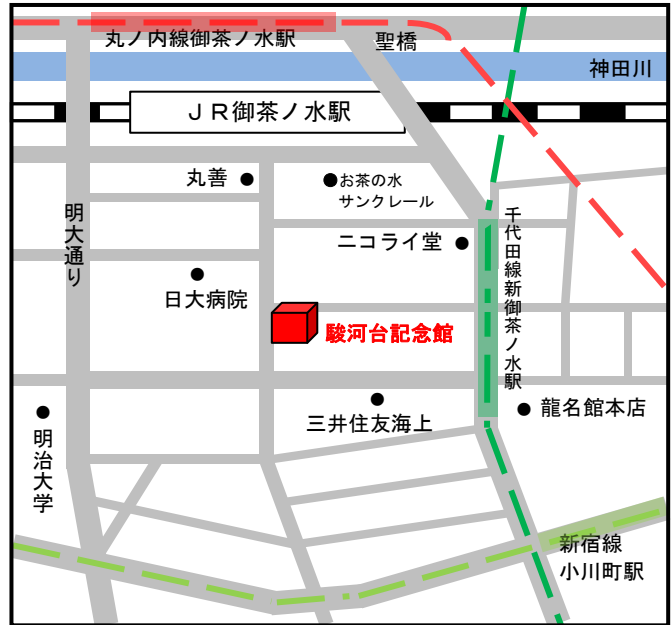 丸ノ内線御茶ノ水駅
聖橋
神田川
ＪＲ御茶ノ水駅
丸善
お茶の水
サンクレール
明大通り
ニコライ堂
千代田線新御茶ノ水駅
日大病院
駿河台記念館
三井住友海上
龍名館本店
明治大学
新宿線
小川町駅